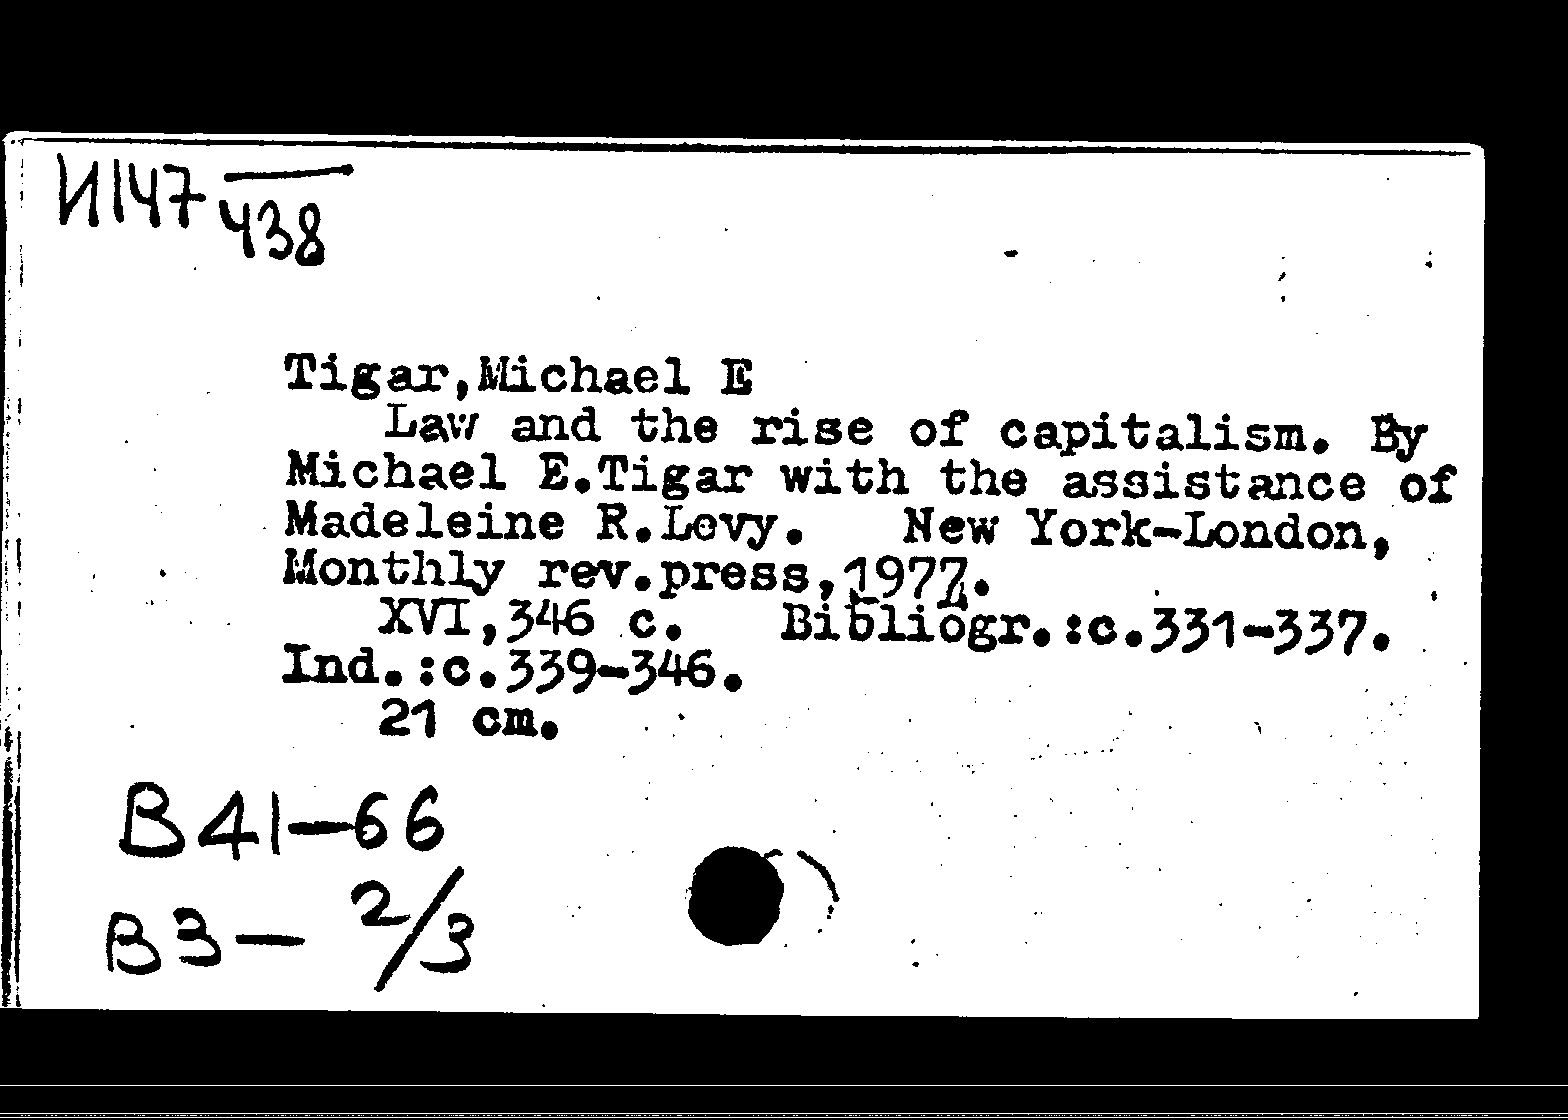 И147 438
Tigar,Michael E
Law and the rise of capitalism. By
Michael E.Tigar with the assistance of
Madeleine R.Levy. New York-London,
Monthly rev.press,1977.
XVI,346 с. Bibliogr.:с.331-337.
Ind.:с.339-346.
21 cm.
В41-66
В3- 2/3